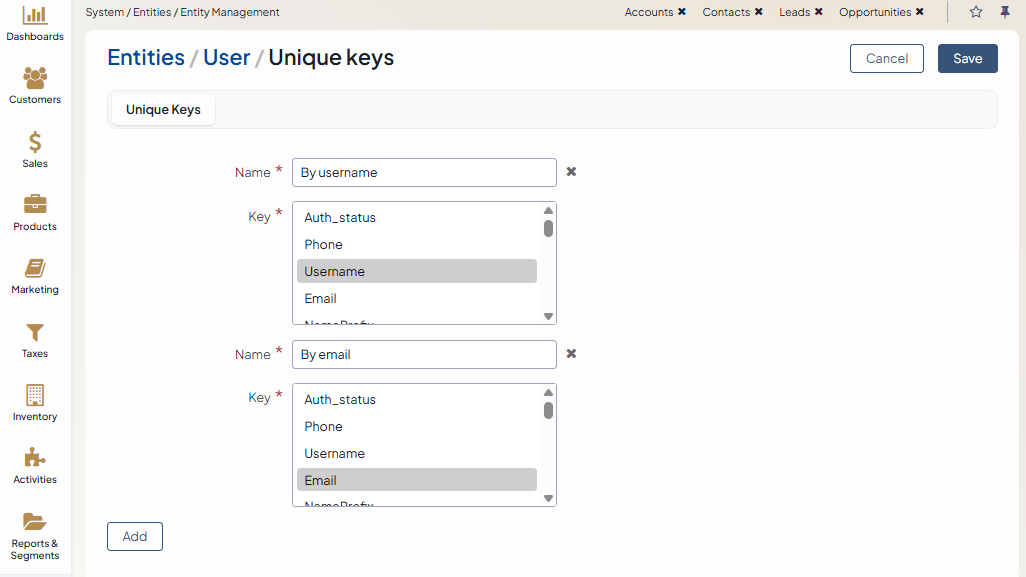 System / Entities / Entity Management
Accounts ✖ Contacts ✖ Leads ✖ Opportunities ✖
Dashboards
Customers
Sales
Products
Marketing
Taxes
Inventory
Activities
Reports &
Segments
Entities / User / Unique keys
Cancel
Save
Unique Keys
Name *
By username
Key *
Auth_status
Phone
Username
Email
NamePrefix
Name *
By email
Key *
Auth_status
Phone
Username
Email
NamePrefix
Add